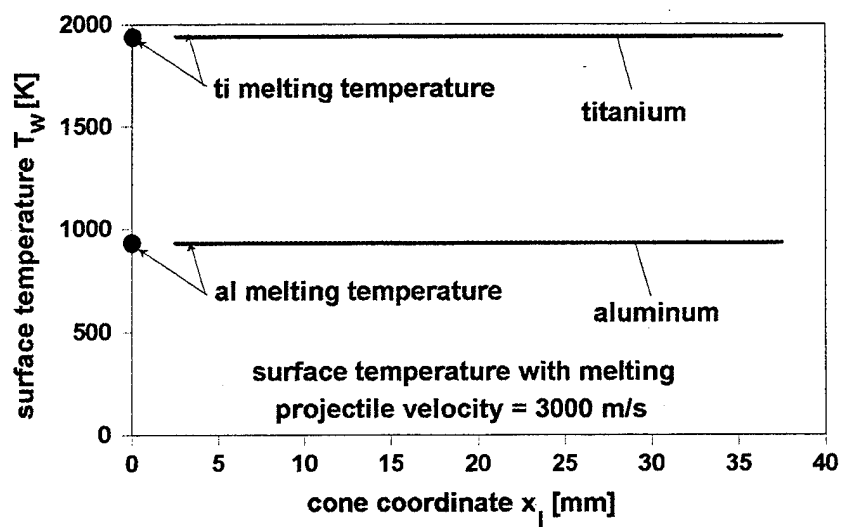 2000
ti melting temperature
titanium
1500
surface temperature T_w [K]
1000
al melting temperature
aluminum
500
surface temperature with melting
projectile velocity = 3000 m/s
0
0 5 10 15 20 25 30 35 40
cone coordinate x_l [mm]